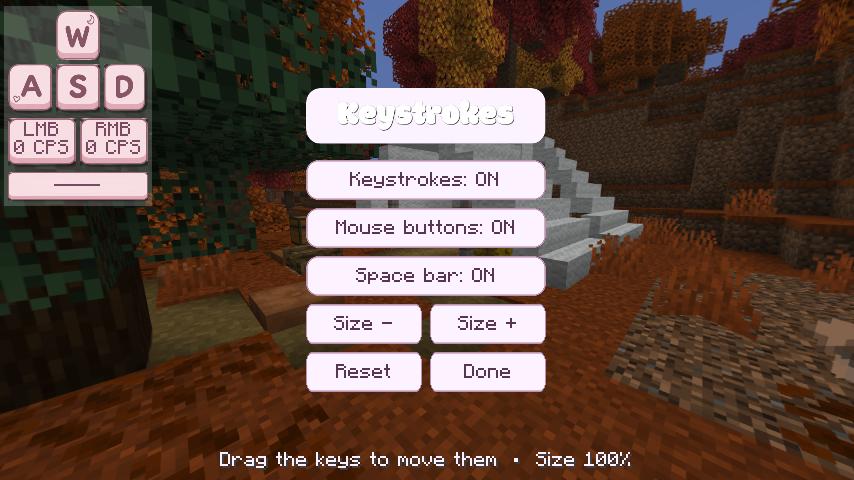 W
A S D
LMB RMB
0 CPS 0 CPS
Keystrokes
Keystrokes: ON
Mouse buttons: ON
Space bar: ON
Size - Size +
Reset Done
Drag the keys to move them • Size 100%